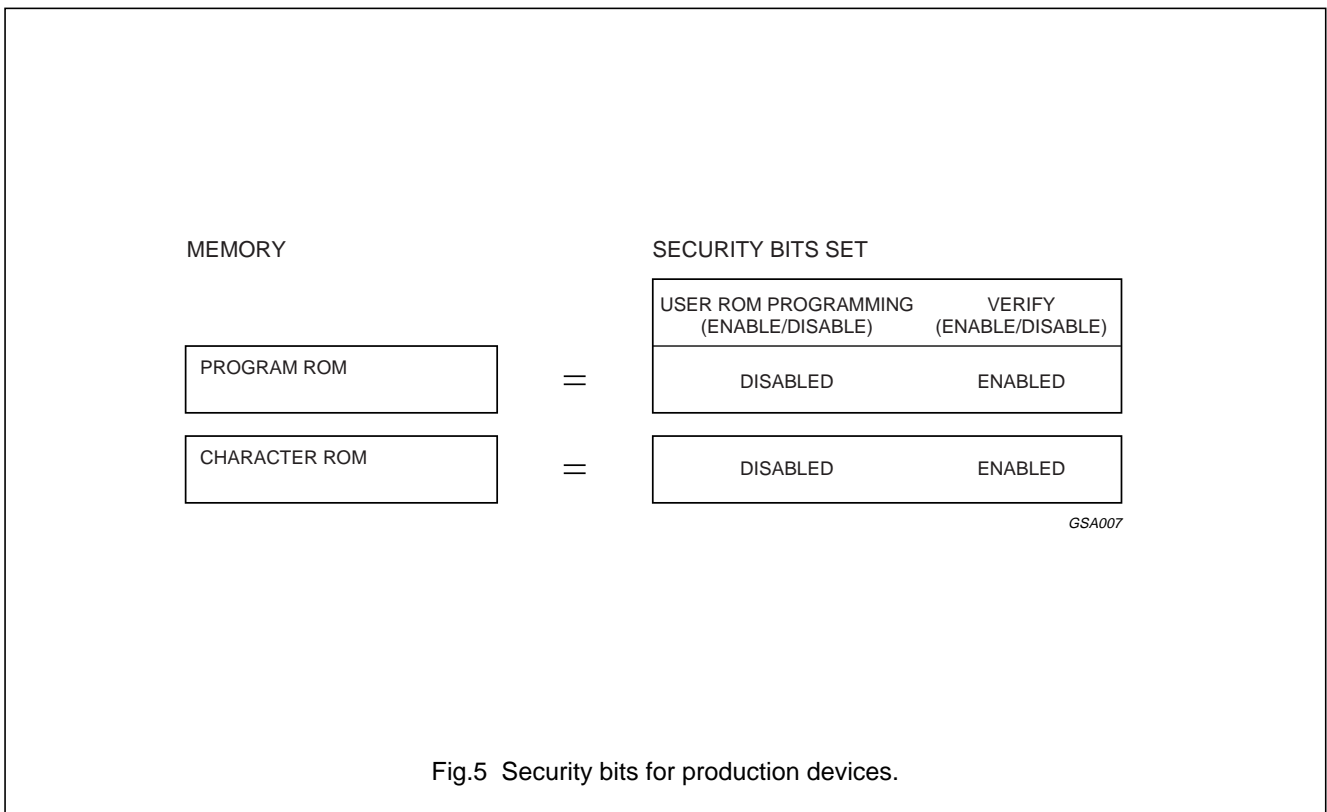 MEMORY SECURITY BITS SET
USER ROM PROGRAMMING VERIFY
(ENABLE/DISABLE) (ENABLE/DISABLE)
PROGRAM ROM = DISABLED ENABLED
CHARACTER ROM = DISABLED ENABLED
GSA007
Fig.5 Security bits for production devices.